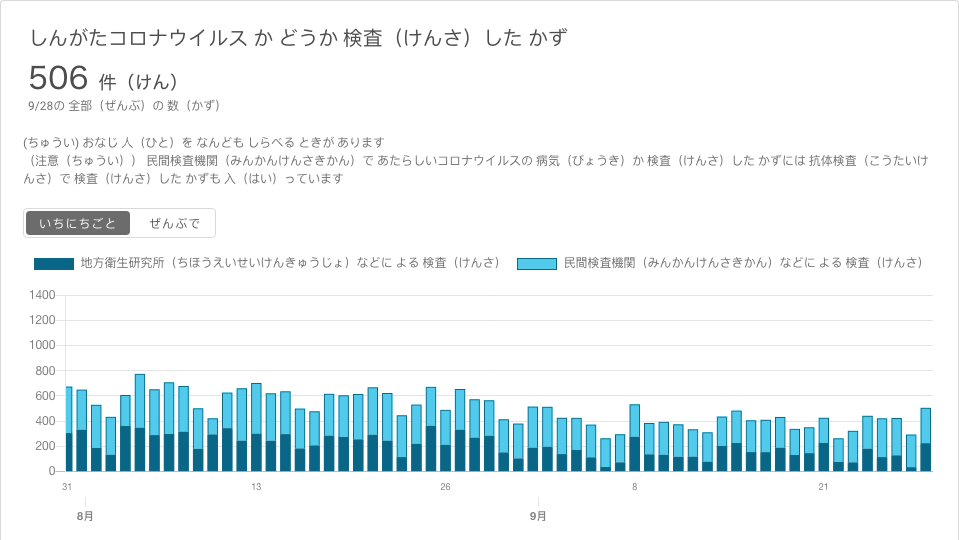 しんがたコロナウイルス か どうか 検査（けんさ）した かず
506 件（けん）
9/28の 全部（ぜんぶ）の 数（かず）
(ちゅうい) おなじ 人（ひと）を なんども しらべる ときが あります
（注意（ちゅうい）） 民間検査機関（みんかんけんさきかん）で あたらしいコロナウイルスの 病気（びょうき）か 検査（けんさ）した かずには 抗体検査（こうたいけ
んさ）で 検査（けんさ）した かずも 入（はい）っています
いちにちごと ぜんぶで
地方衛生研究所（ちほうえいせいけんきゅうじょ）などに よる 検査（けんさ） 民間検査機関（みんかんけんさきかん）などに よる 検査（けんさ）
1400
1200
1000
800
600
400
200
0
31 13 26 8 21
8月 9月